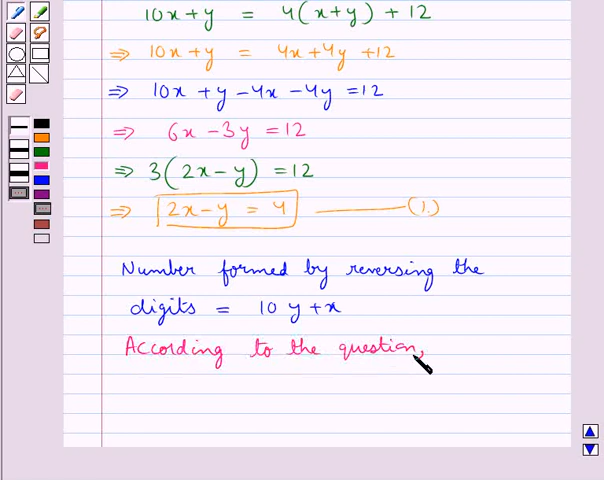 10x+y = 4(x+y)+12
⇒ 10x+y = 4x+4y+12
⇒ 10x+y-4x-4y=12
⇒ 6x-3y=12
⇒ 3(2x-y)=12
⇒ 2x-y=4 ——— (1.)
Number formed by reversing the
digits = 10y+x
According to the question,